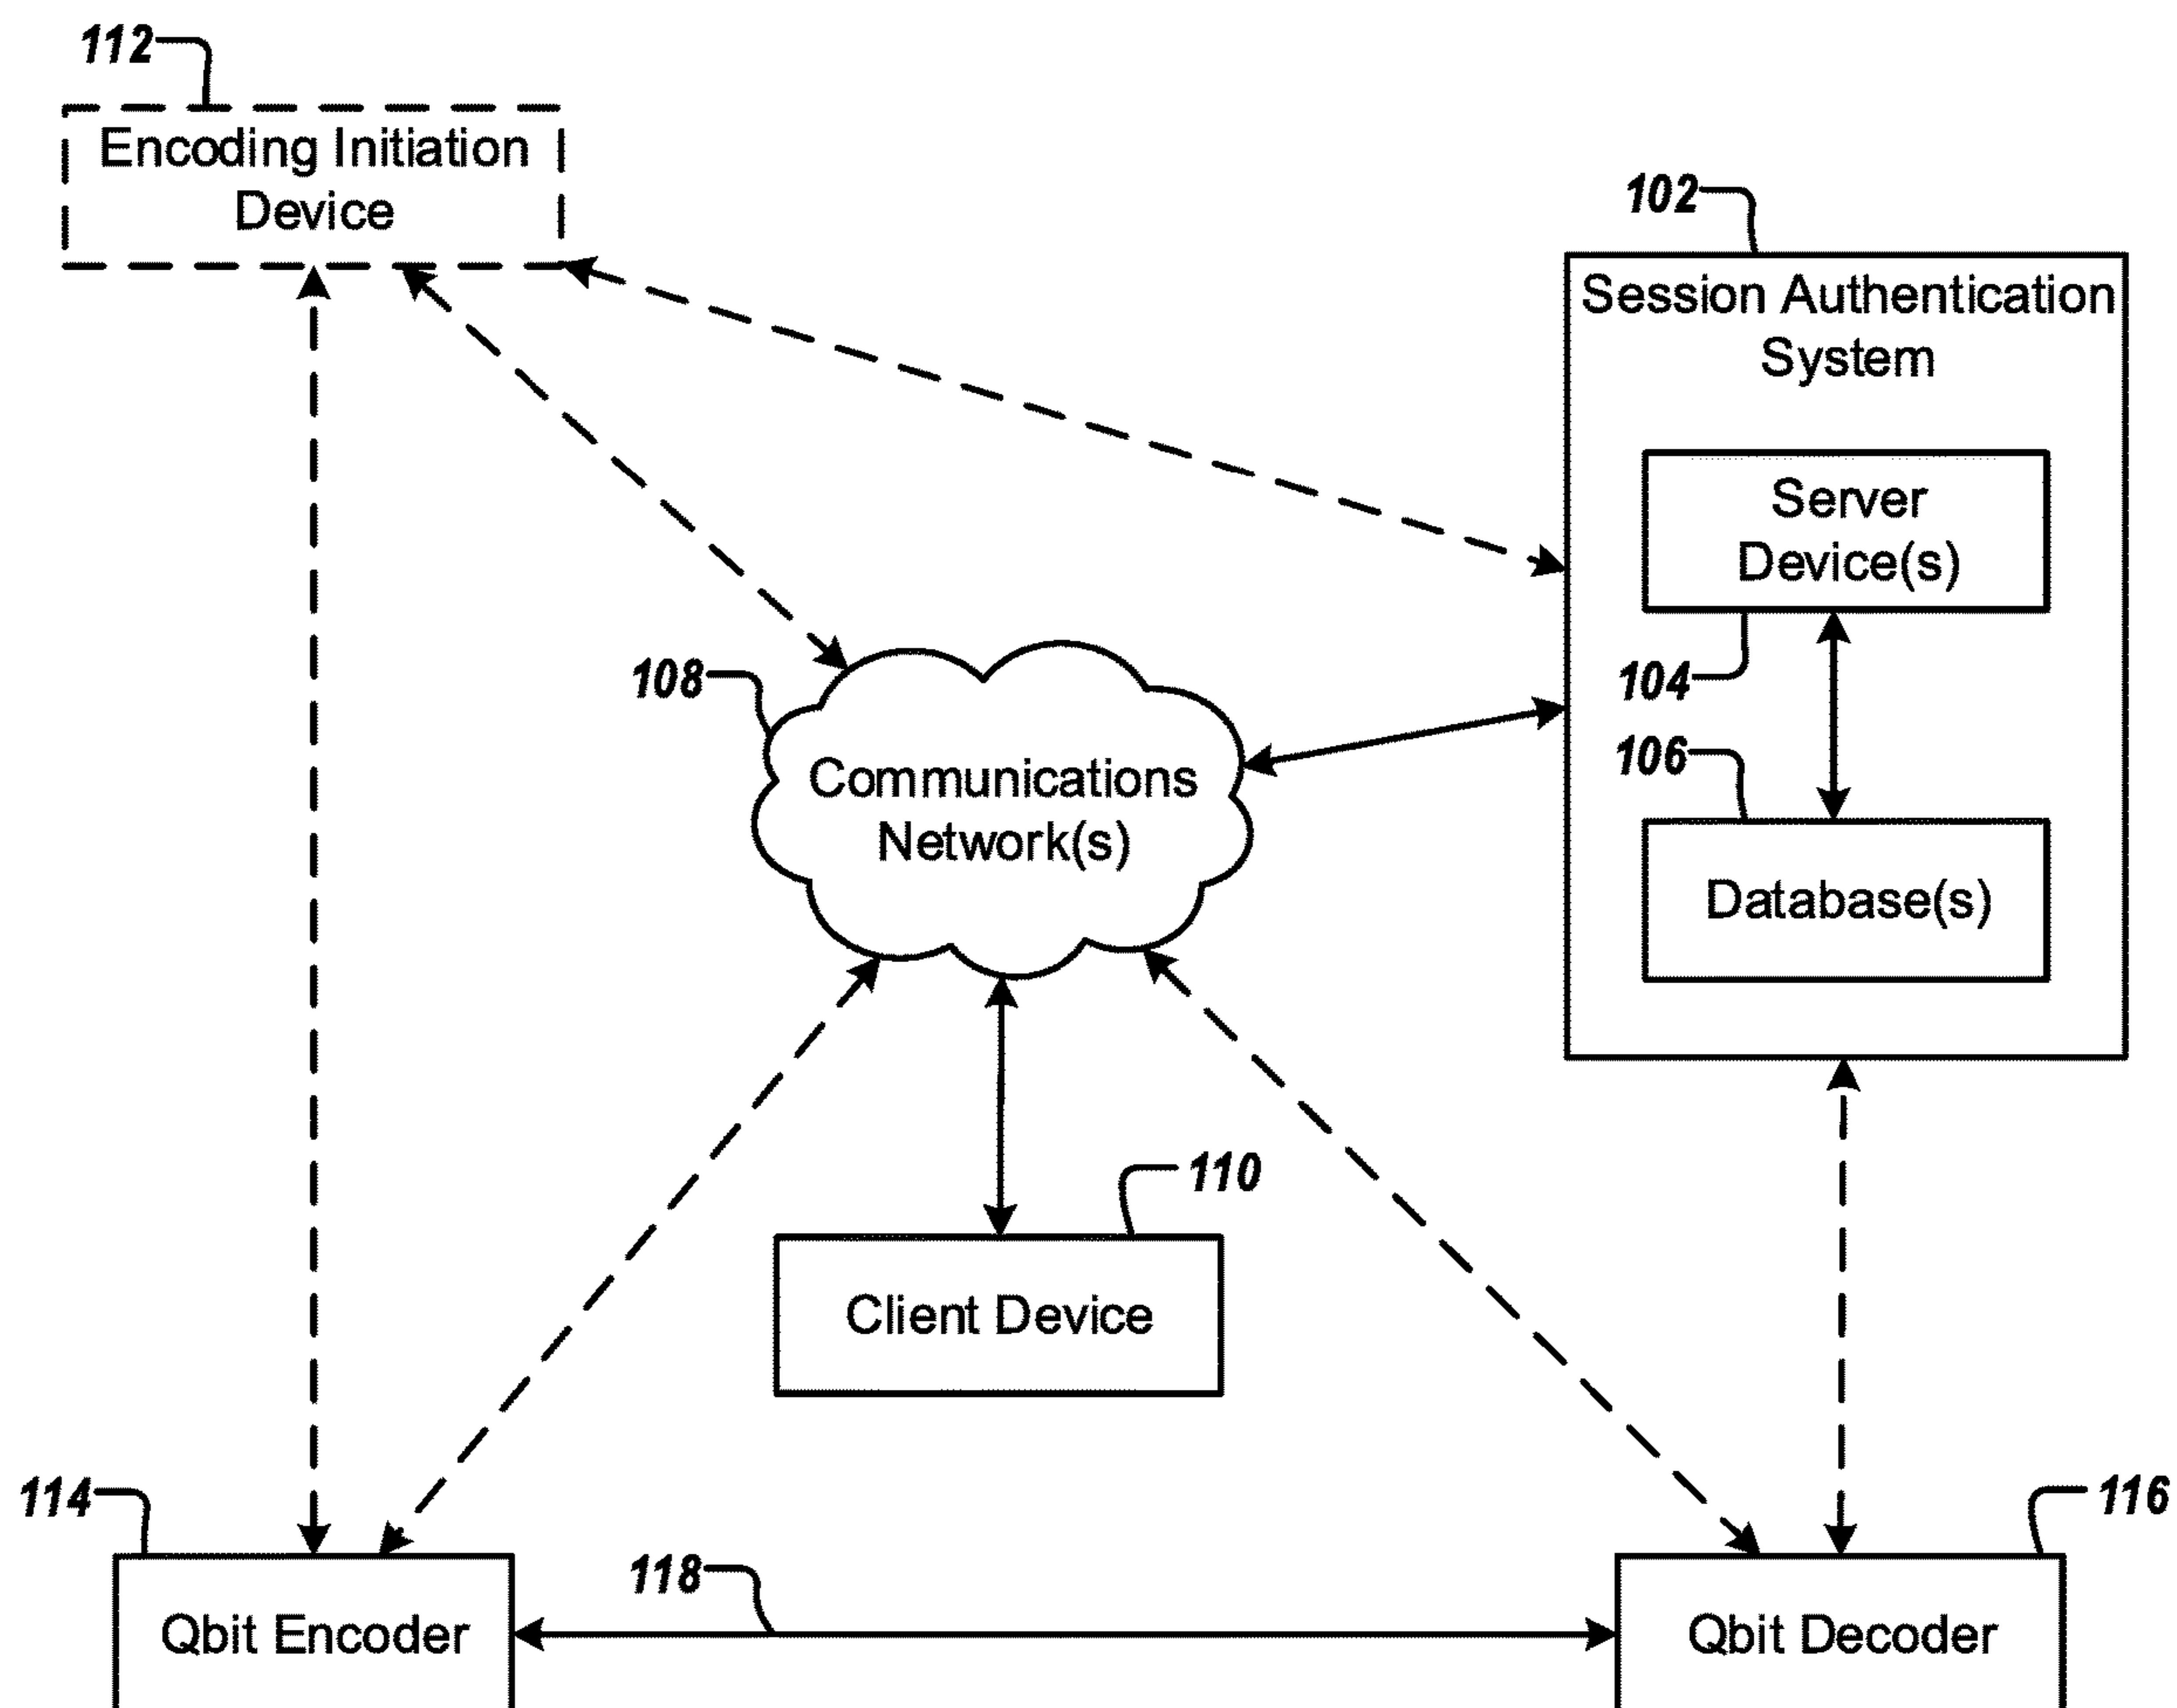 112
Encoding Initiation
Device
102
Session Authentication
System
Server
Device(s)
104
108
106
Communications
Network(s)
Database(s)
110
Client Device
114
116
118
Qbit Encoder
Qbit Decoder